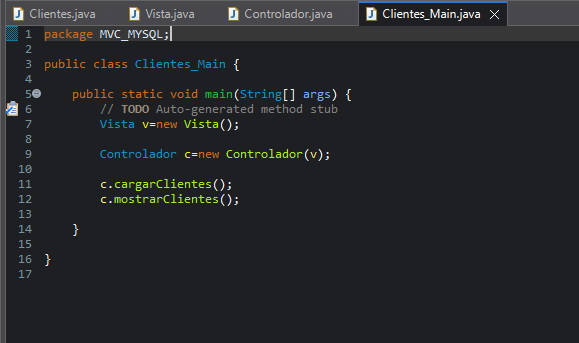 Clientes.java Vista.java Controlador.java Clientes_Main.java
1 package MVC_MYSQL;
2
3 public class Clientes_Main {
4
5 public static void main(String[] args) {
6 // TODO Auto-generated method stub
7 Vista v=new Vista();
8
9 Controlador c=new Controlador(v);
10
11 c.cargarClientes();
12 c.mostrarClientes();
13
14 }
15
16 }
17